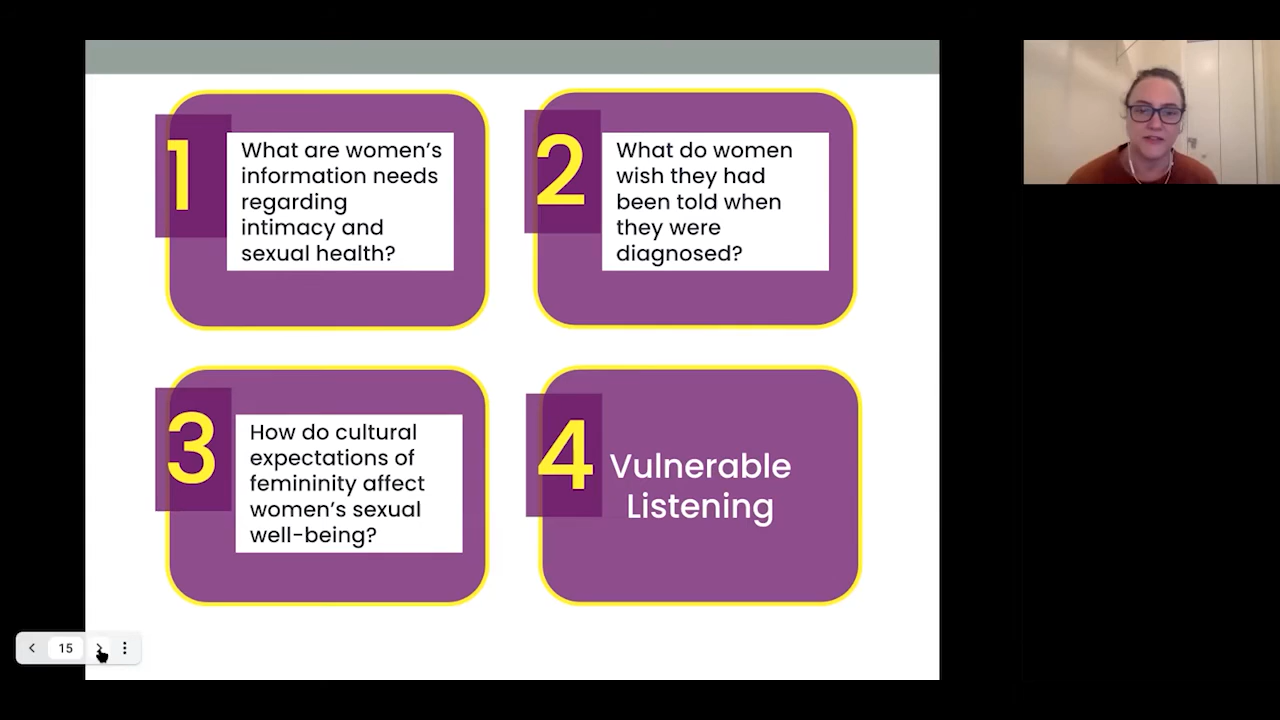 1
What are women's
information needs
regarding
intimacy and
sexual health?
2
What do women
wish they had
been told when
they were
diagnosed?
3
How do cultural
expectations of
femininity affect
women's sexual
well-being?
4
Vulnerable
Listening
15